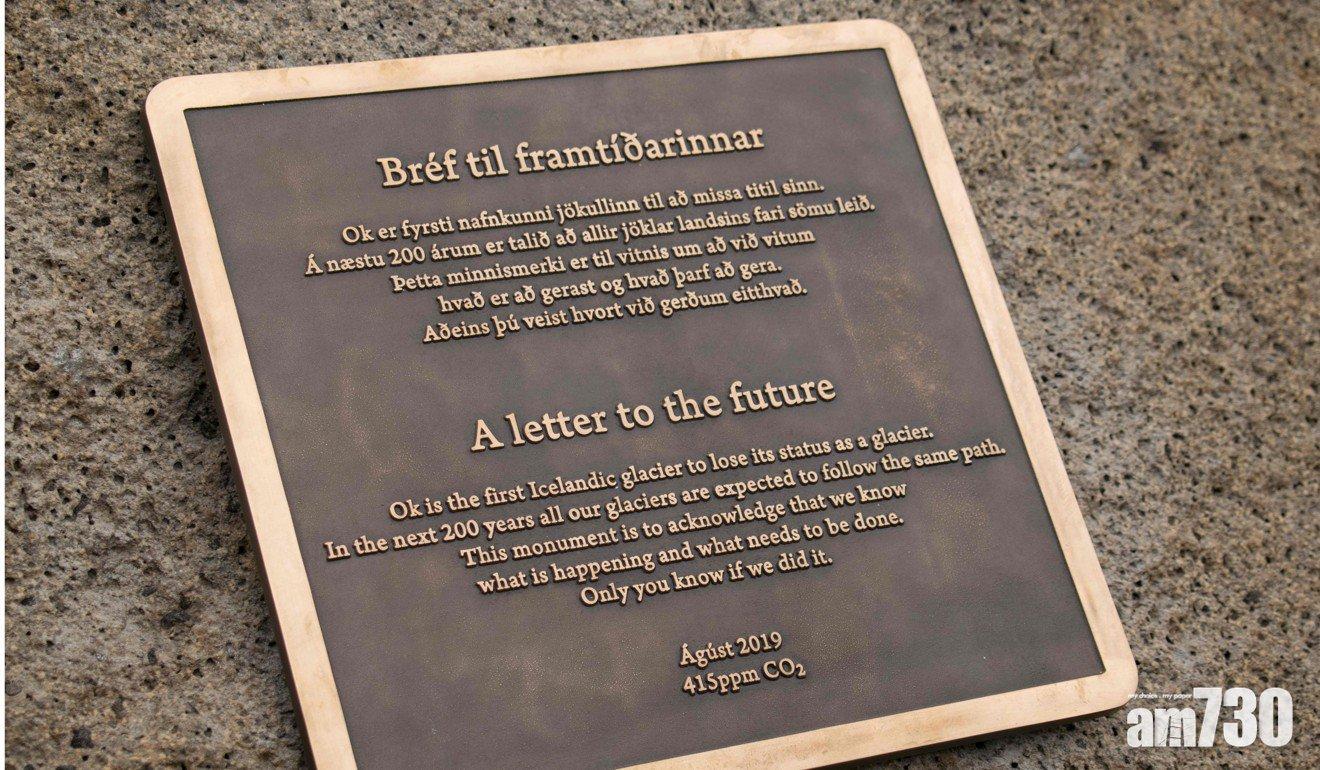 Bréf til framtíðarinnar
Ok er fyrsti nafnkunni jökullinn til að missa titil sinn.
Á næstu 200 árum er talið að allir jöklar landsins fari sömu leið.
Þetta minnismerki er til vitnis um að við vitum
hvað er að gerast og hvað þarf að gera.
Aðeins þú veist hvort við gerðum eitthvað.
A letter to the future
Ok is the first Icelandic glacier to lose its status as a glacier.
In the next 200 years all our glaciers are expected to follow the same path.
This monument is to acknowledge that we know
what is happening and what needs to be done.
Only you know if we did it.
Ágúst 2019
415ppm CO₂
my choice . my paper
am730